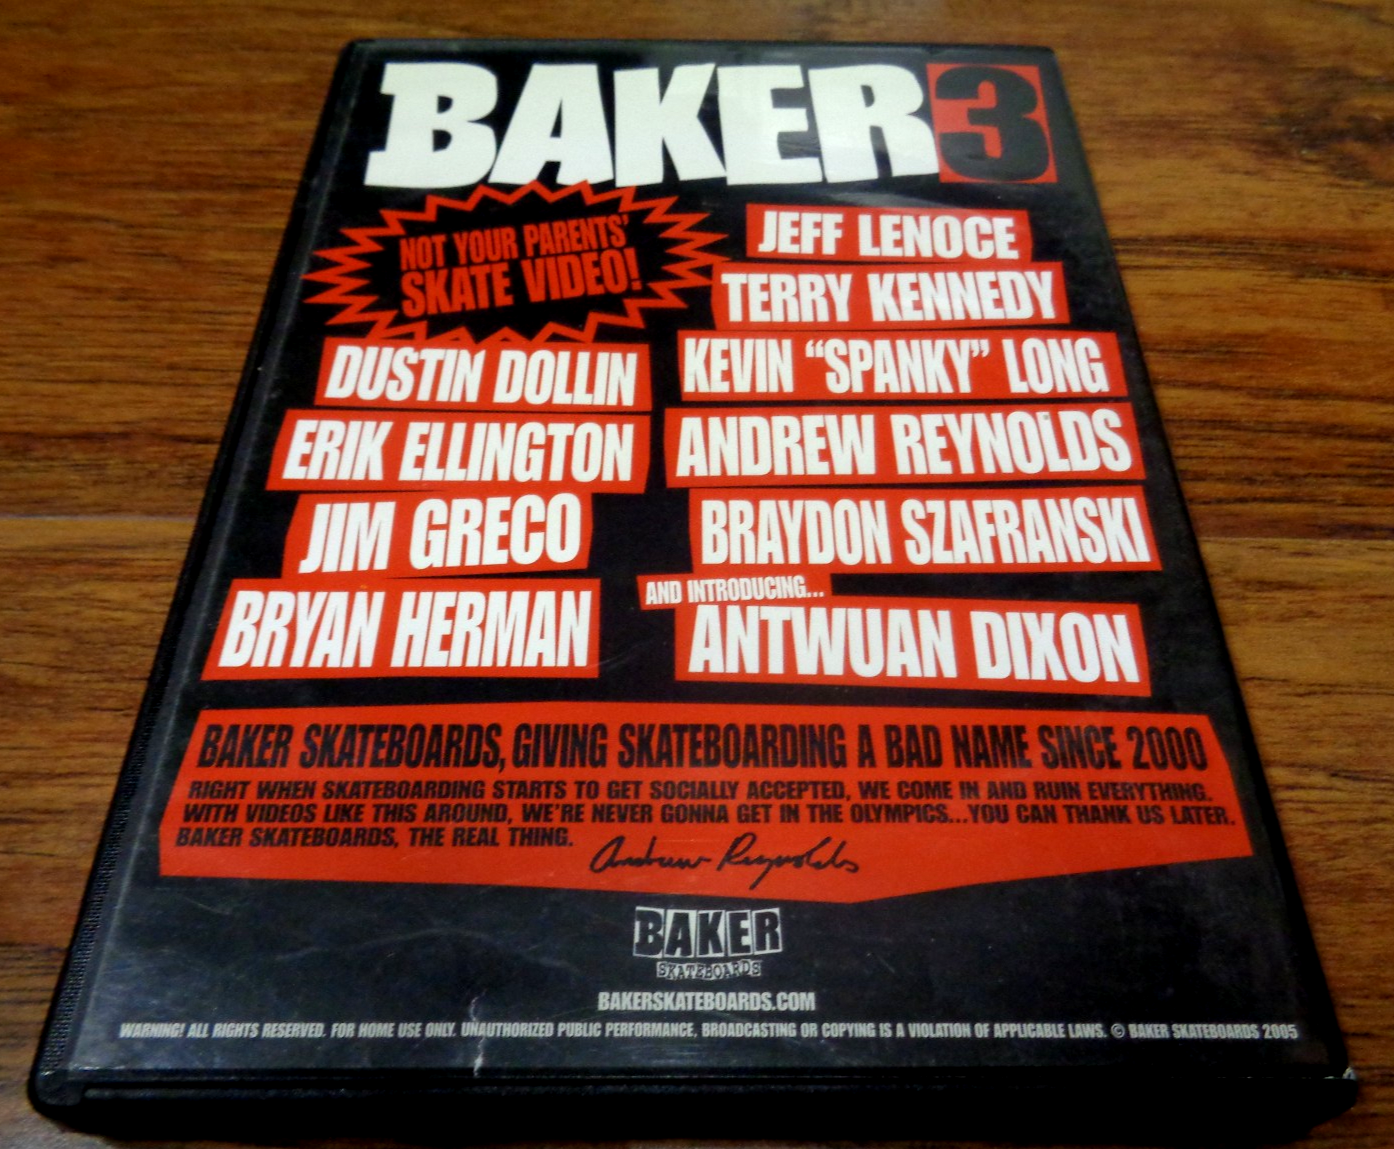 BAKER 3
NOT YOUR PARENTS'
SKATE VIDEO!
DUSTIN DOLLIN
ERIK ELLINGTON
JIM GRECO
BRYAN HERMAN
JEFF LENOCE
TERRY KENNEDY
KEVIN “SPANKY” LONG
ANDREW REYNOLDS
BRAYDON SZAFRANSKI
AND INTRODUCING...
ANTWUAN DIXON
BAKER SKATEBOARDS, GIVING SKATEBOARDING A BAD NAME SINCE 2000
RIGHT WHEN SKATEBOARDING STARTS TO GET SOCIALLY ACCEPTED, WE COME IN AND RUIN EVERYTHING.
WITH VIDEOS LIKE THIS AROUND, WE'RE NEVER GONNA GET IN THE OLYMPICS...YOU CAN THANK US LATER.
BAKER SKATEBOARDS, THE REAL THING.
Andrew Reynolds
BAKER
SKATEBOARDS
BAKERSKATEBOARDS.COM
WARNING! ALL RIGHTS RESERVED. FOR HOME USE ONLY. UNAUTHORIZED PUBLIC PERFORMANCE, BROADCASTING OR COPYING IS A VIOLATION OF APPLICABLE LAWS. © BAKER SKATEBOARDS 2005